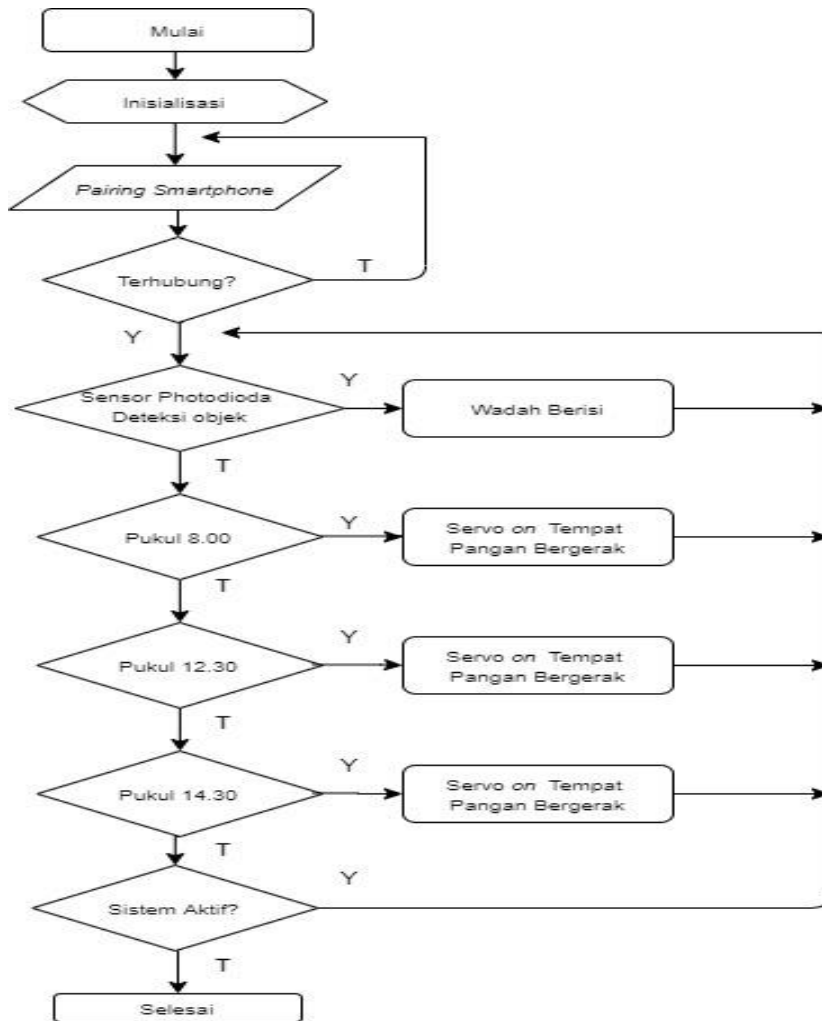 Mulai
Inisialisasi
Pairing Smartphone
Terhubung?
T
Y
Sensor Photodioda
Deteksi objek
Y
Wadah Berisi
T
Pukul 8.00
Y
Servo on Tempat
Pangan Bergerak
T
Pukul 12.30
Y
Servo on Tempat
Pangan Bergerak
T
Pukul 14.30
Y
Servo on Tempat
Pangan Bergerak
T
Sistem Aktif?
Y
T
Selesai